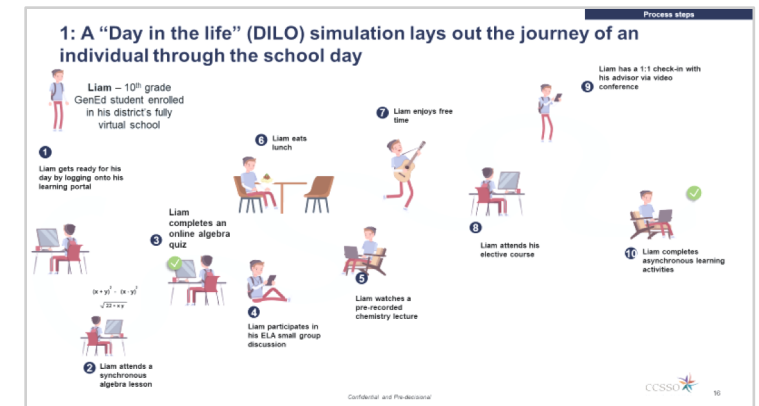 Process steps
1: A “Day in the life” (DILO) simulation lays out the journey of an
individual through the school day
Liam – 10th grade
GenEd student enrolled
in his district’s fully
virtual school
1
Liam gets ready for his
day by logging onto his
learning portal
(x + y)² - (x - y)²
2
Liam attends a
synchronous
algebra lesson
3
Liam
completes an
online algebra
quiz
4
Liam participates in
his ELA small group
discussion
5
Liam watches a
pre-recorded
chemistry lecture
6
Liam eats
lunch
7
Liam enjoys free
time
8
Liam attends his
elective course
9
Liam has a 1:1 check-in with
his advisor via video
conference
10
Liam completes
asynchronous learning
activities
Confidential and Pre-decisional
CCSSO
16